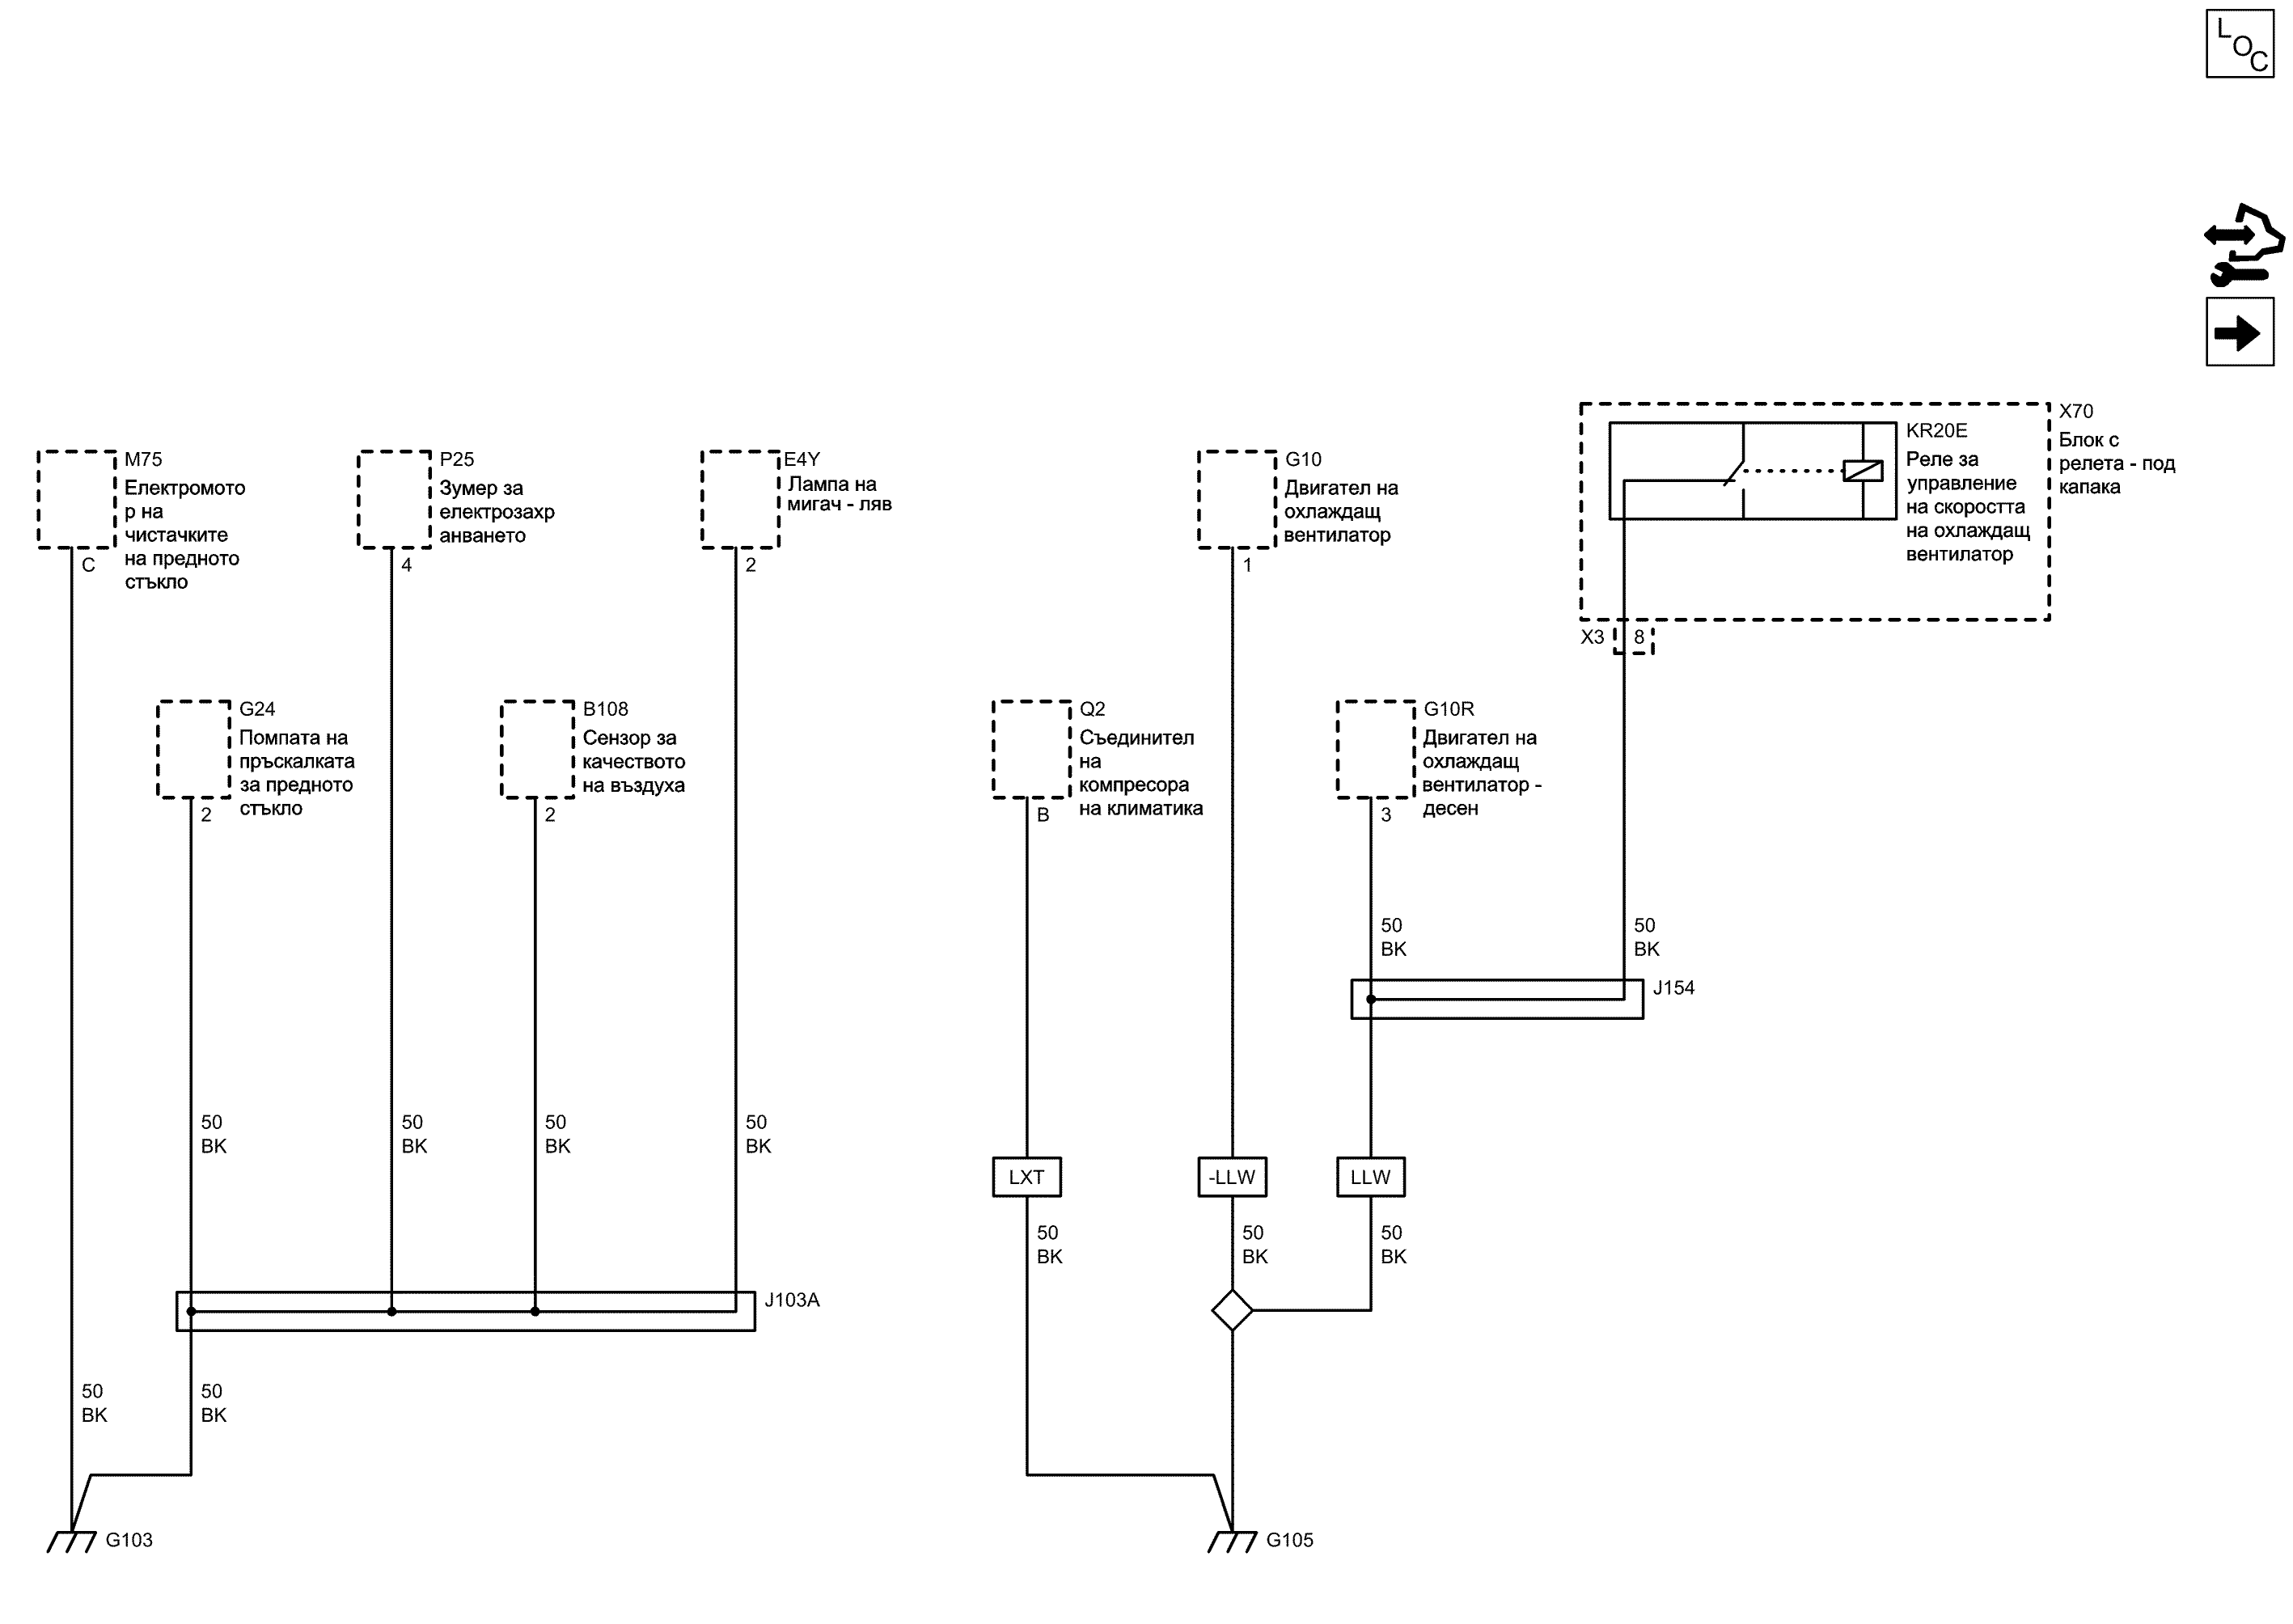 L
O
C
X70
Блок с
релета - под
капака
KR20E
Реле за
управление
на скоростта
на охлаждащ
вентилатор
M75
Електромото
р на
чистачките
на предното
стъкло
C
P25
Зумер за
електрозахр
анването
4
E4Y
Лампа на
мигач - ляв
2
G10
Двигател на
охлаждащ
вентилатор
1
X3
8
G24
Помпата на
пръскалката
за предното
стъкло
2
B108
Сензор за
качеството
на въздуха
2
Q2
Съединител
на
компресора
на климатика
B
G10R
Двигател на
охлаждащ
вентилатор -
десен
3
50
BK
50
BK
J154
50
BK
50
BK
50
BK
50
BK
LXT
-LLW
LLW
50
BK
50
BK
50
BK
J103A
50
BK
50
BK
G103
G105